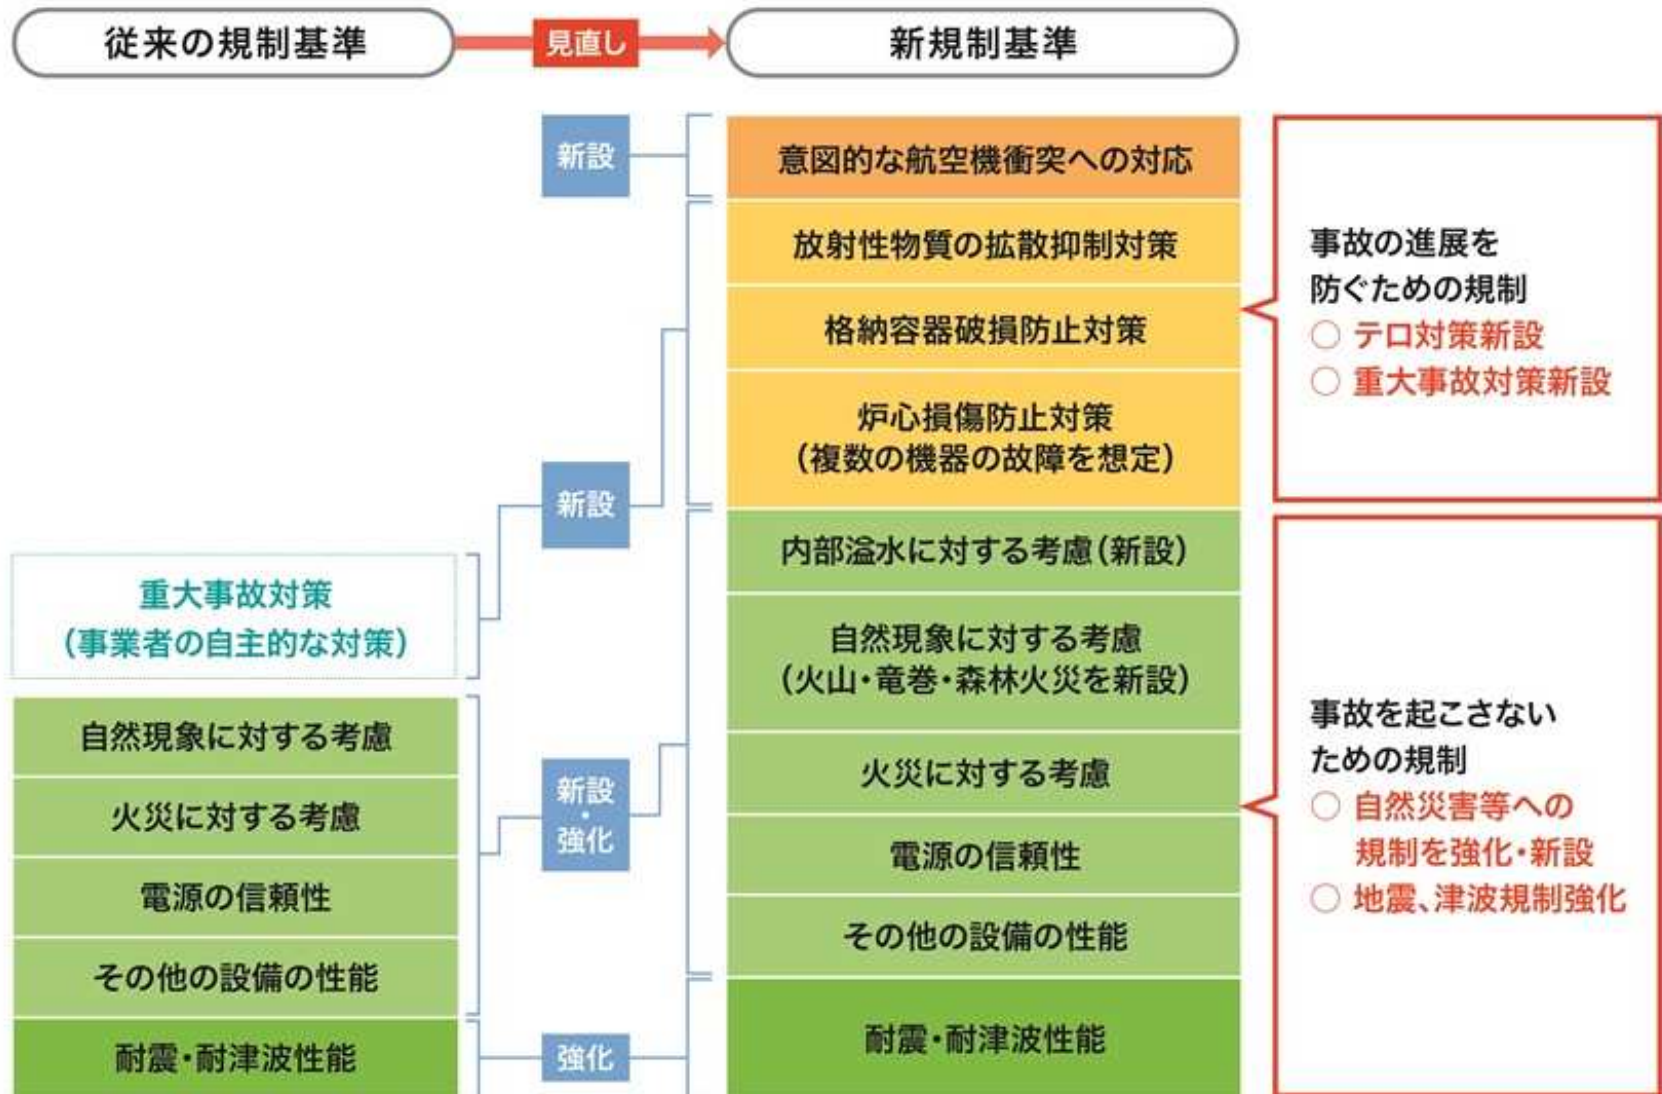 従来の規制基準
見直し
新規制基準
新設
意図的な航空機衝突への対応
放射性物質の拡散抑制対策
格納容器破損防止対策
炉心損傷防止対策
（複数の機器の故障を想定）
新設
内部溢水に対する考慮（新設）
自然現象に対する考慮
（火山・竜巻・森林火災を新設）
火災に対する考慮
電源の信頼性
その他の設備の性能
耐震・耐津波性能
重大事故対策
（事業者の自主的な対策）
自然現象に対する考慮
火災に対する考慮
電源の信頼性
その他の設備の性能
耐震・耐津波性能
新設
・
強化
強化
事故の進展を
防ぐための規制
○ テロ対策新設
○ 重大事故対策新設
事故を起こさない
ための規制
○ 自然災害等への
規制を強化・新設
○ 地震、津波規制強化